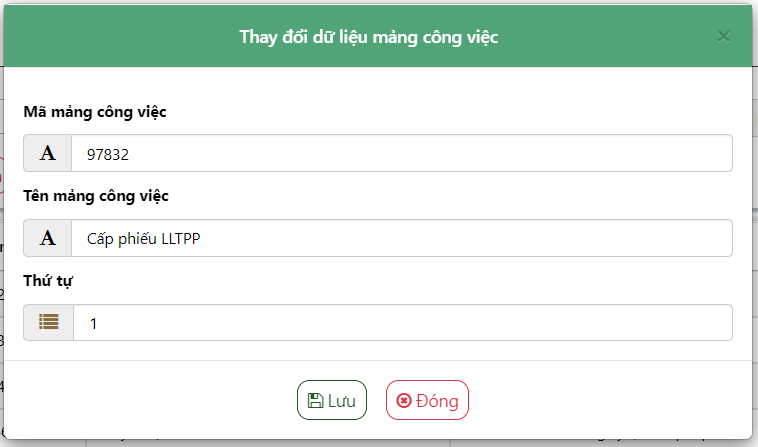 Thay đổi dữ liệu mảng công việc ×
Mã mảng công việc
A 97832
Tên mảng công việc
A Cấp phiếu LLTPP
Thứ tự
1
Lưu Đóng